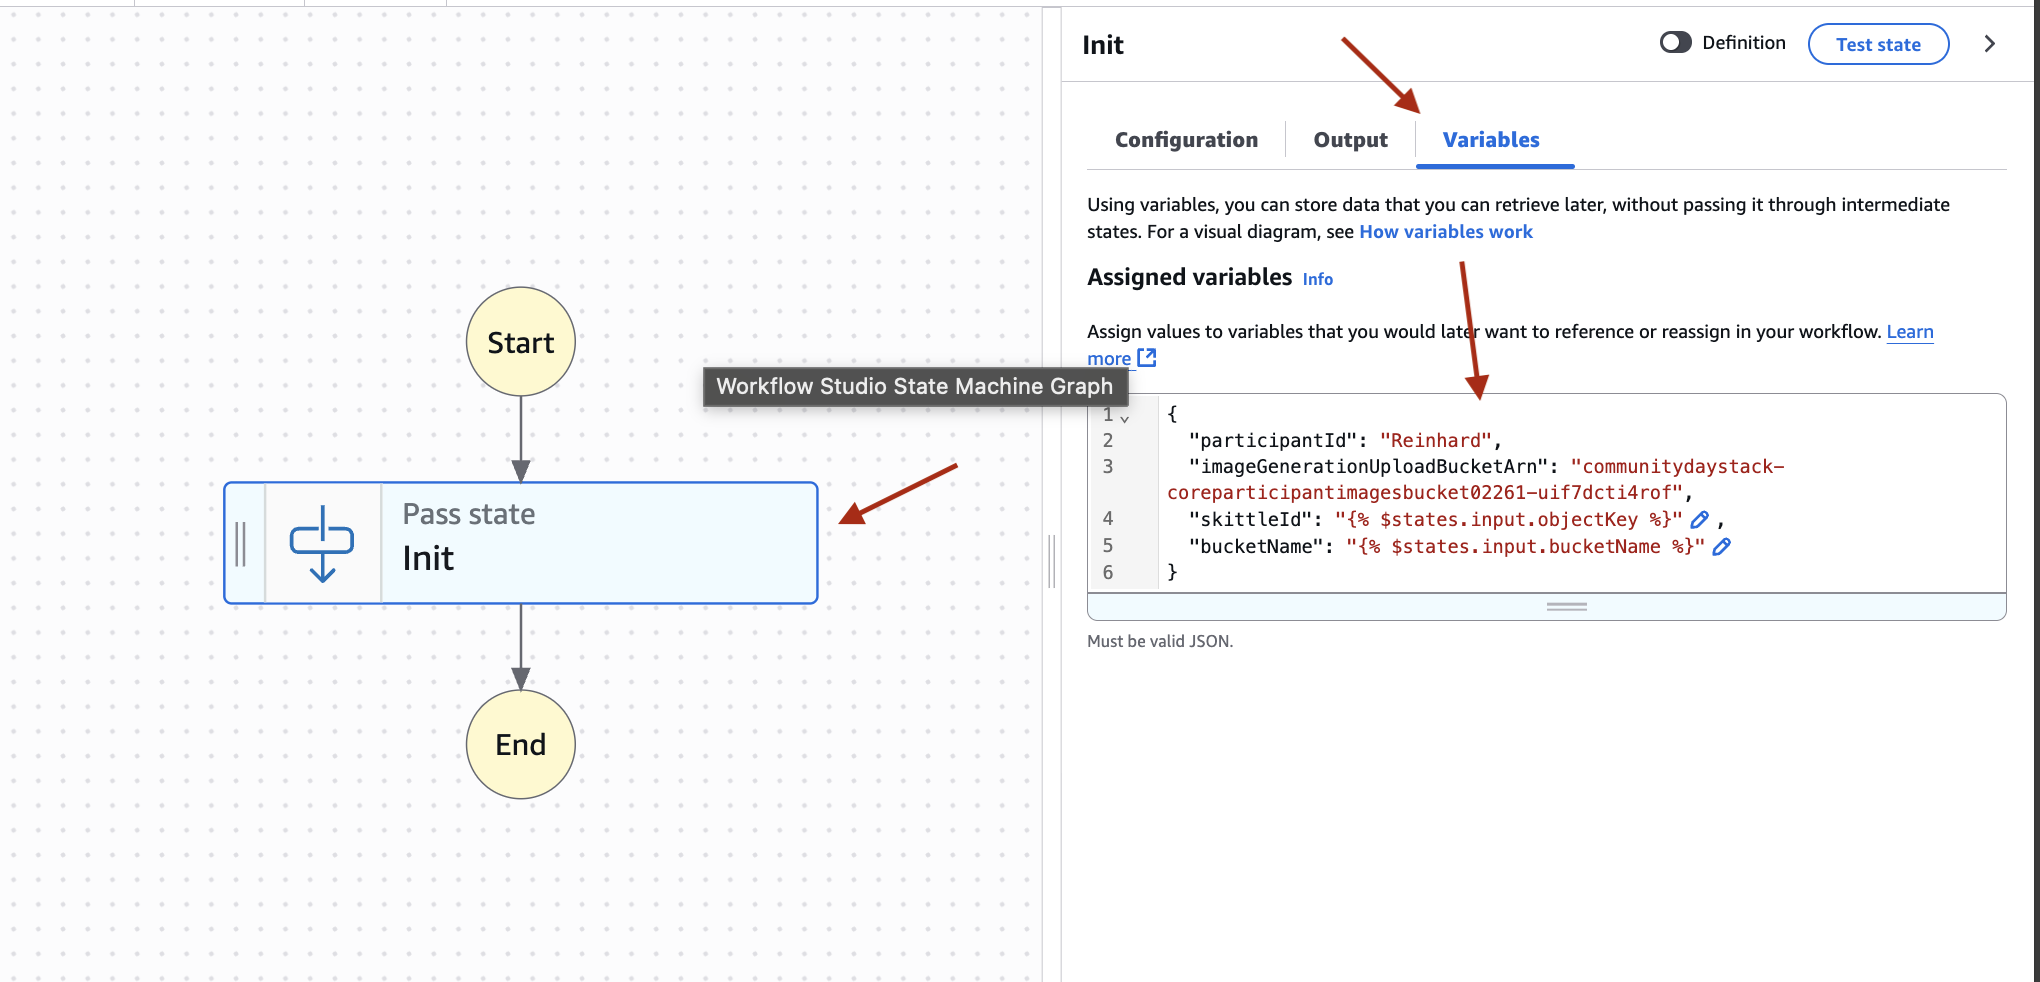 Start
Workflow Studio State Machine Graph
Pass state
Init
End
Init
Definition
Test state
Configuration
Output
Variables
Using variables, you can store data that you can retrieve later, without passing it through intermediate
states. For a visual diagram, see How variables work
Assigned variables Info
Assign values to variables that you would later want to reference or reassign in your workflow. Learn
more
1 {
2 "participantId": "Reinhard",
3 "imageGenerationUploadBucketArn": "communitydaystack-
coreparticipantimagesbucket02261-uif7dcti4rof",
4 "skittleId": "{% $states.input.objectKey %}" ,
5 "bucketName": "{% $states.input.bucketName %}"
6 }
Must be valid JSON.